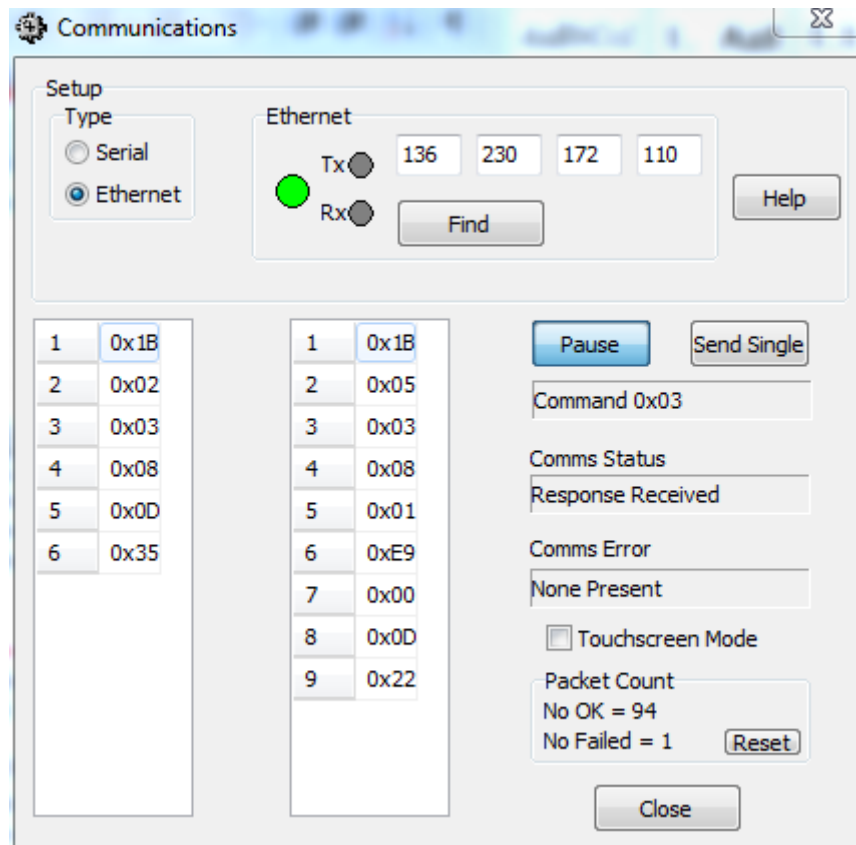 Communications
Setup
Type
Serial
Ethernet
Ethernet
Tx
136 230 172 110
Rx
Find
Help
1 0x1B
2 0x02
3 0x03
4 0x08
5 0x0D
6 0x35
1 0x1B
2 0x05
3 0x03
4 0x08
5 0x01
6 0xE9
7 0x00
8 0x0D
9 0x22
Pause
Send Single
Command 0x03
Comms Status
Response Received
Comms Error
None Present
Touchscreen Mode
Packet Count
No OK = 94
No Failed = 1
Reset
Close